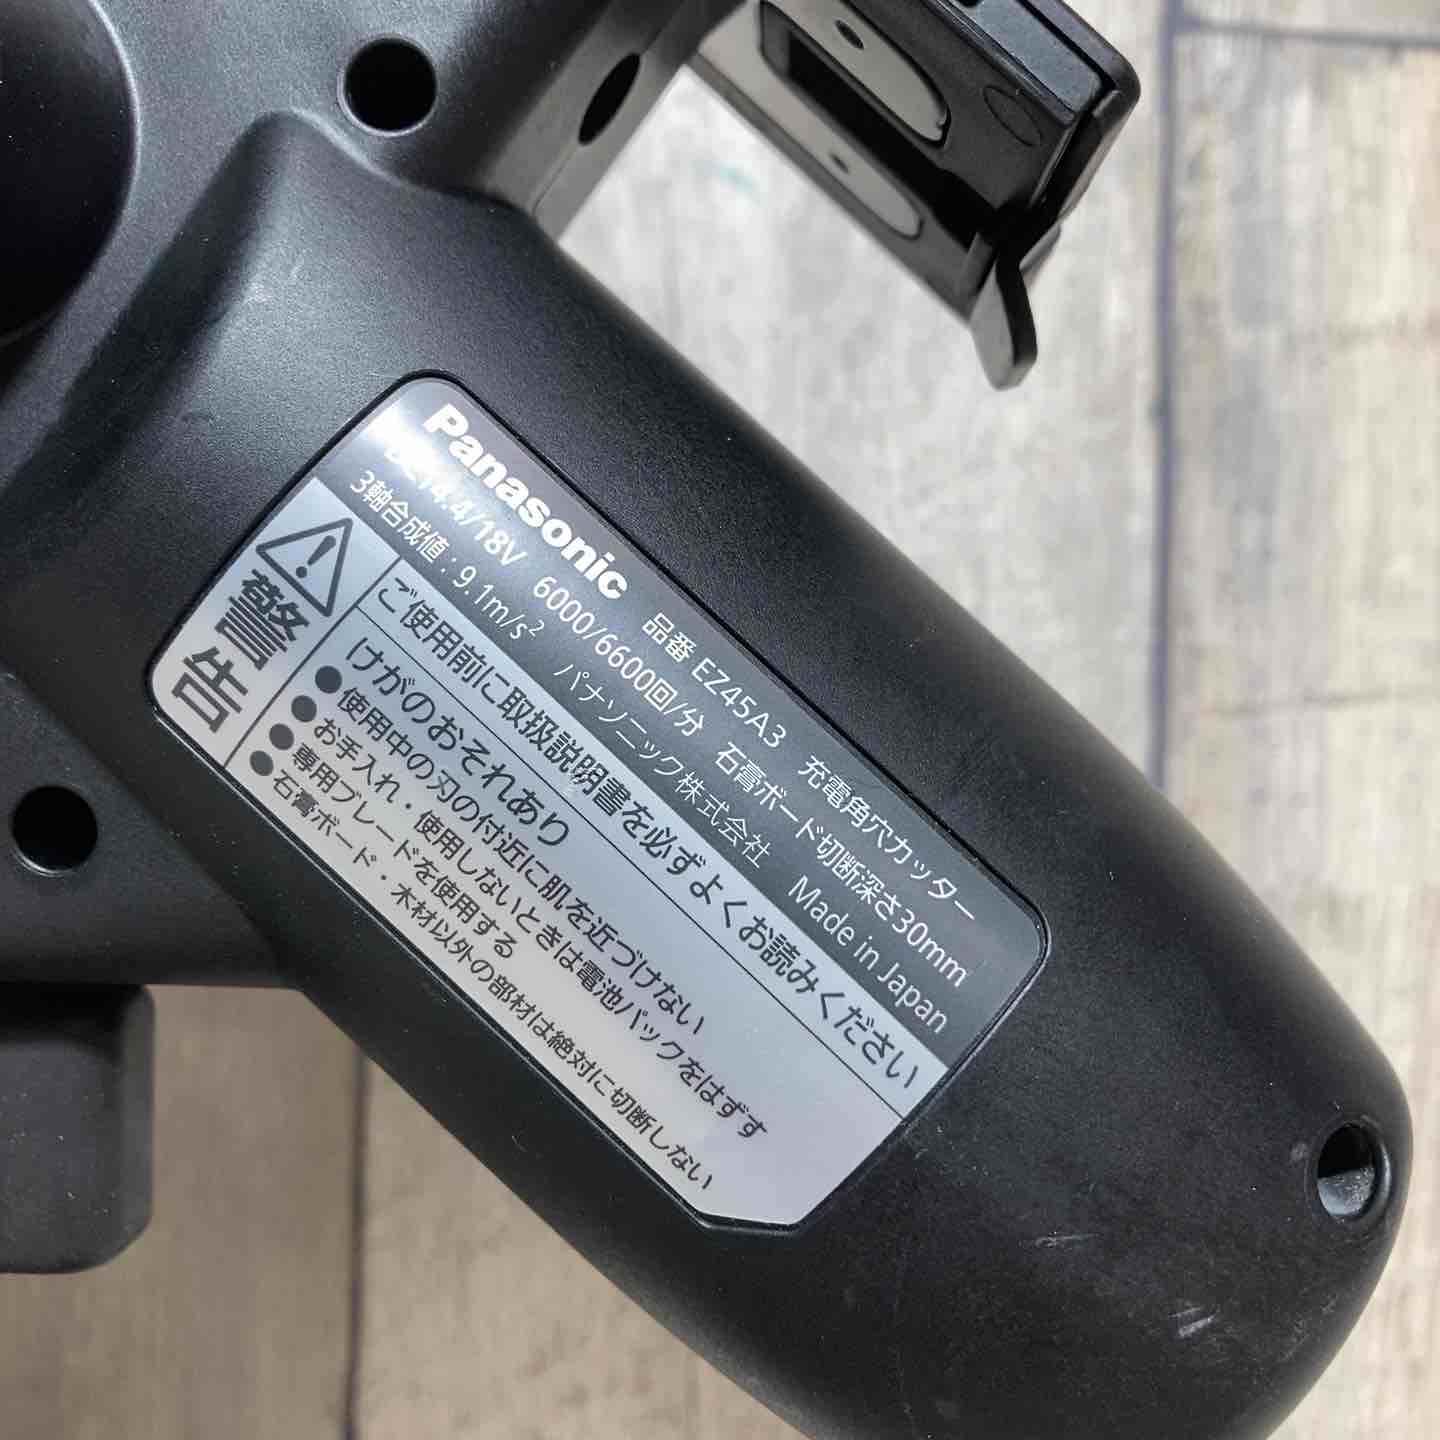 Panasonic 品番 EZ45A3 充電角穴カッター
DC14.4/18V 6000/6600回/分 石膏ボード切断深さ30mm
3軸合成値:9.1m/s² パナソニック株式会社 Made in Japan
警告
ご使用前に取扱説明書を必ずよくお読みください
けがのおそれあり
●使用中の刃の付近に肌を近づけない
●お手入れ・使用しないときは電池パックをはずす
●専用ブレードを使用する
●石膏ボード・木材以外の部材は絶対に切断しない